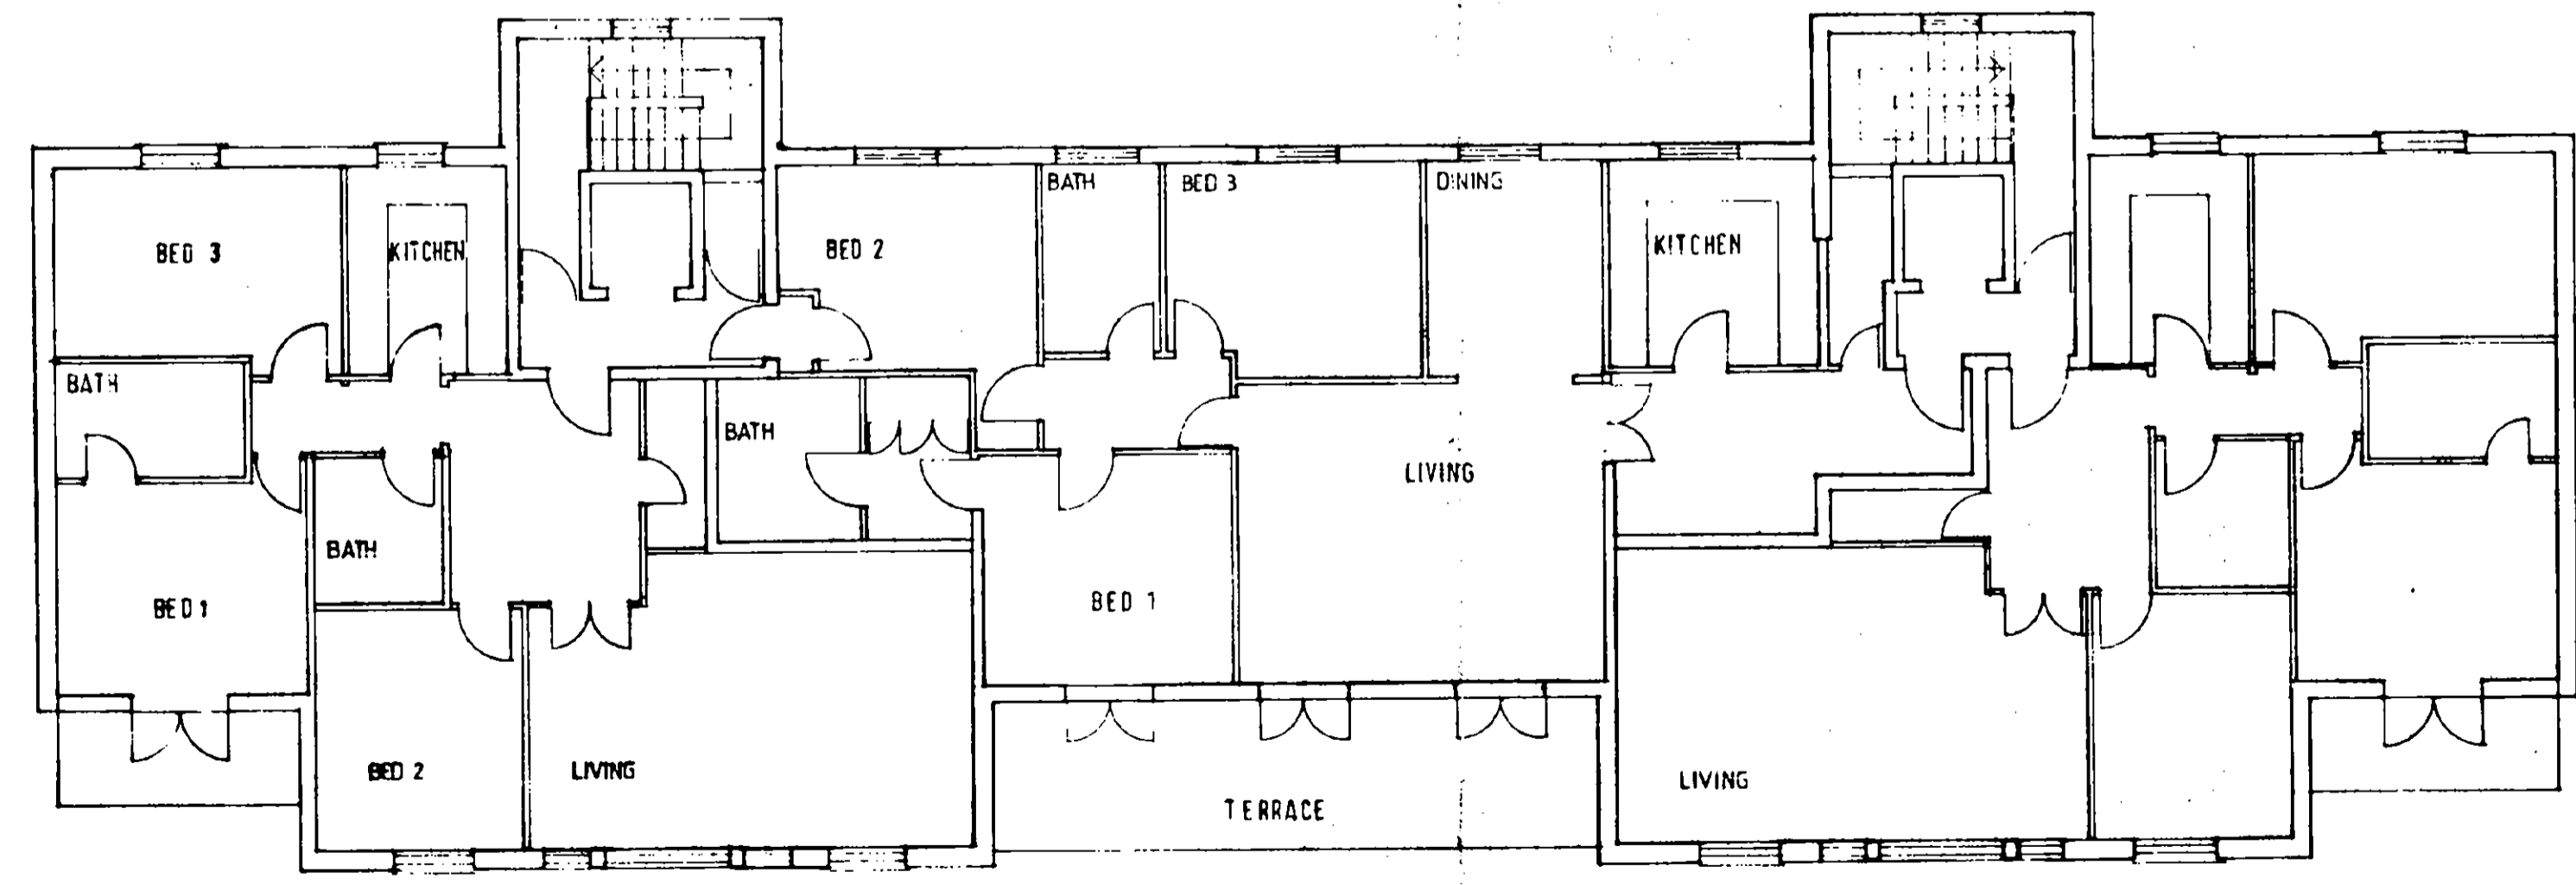 BATH
BED 3
DINING
BED 3
KITCHEN
BED 2
KITCHEN
BATH
BATH
LIVING
BATH
BED 1
BED 1
BED 2
LIVING
LIVING
TERRACE